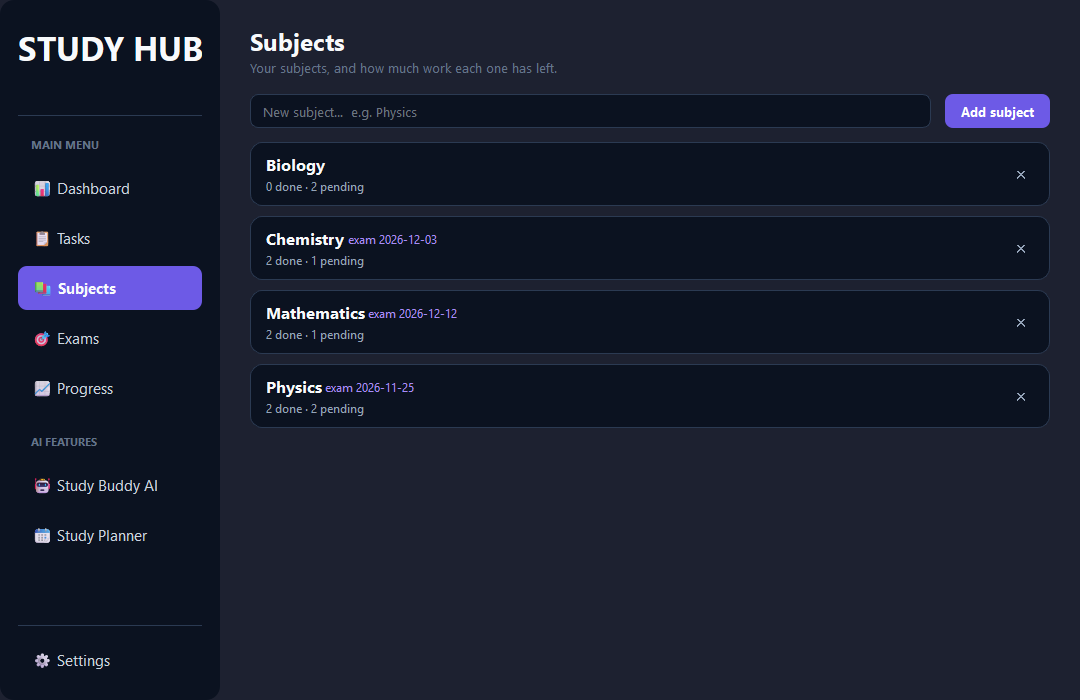 STUDY HUB
MAIN MENU
Dashboard
Tasks
Subjects
Exams
Progress
AI FEATURES
Study Buddy AI
Study Planner
Settings
Subjects
Your subjects, and how much work each one has left.
New subject... e.g. Physics
Add subject
Biology
0 done · 2 pending
×
Chemistry exam 2026-12-03
2 done · 1 pending
×
Mathematics exam 2026-12-12
2 done · 1 pending
×
Physics exam 2026-11-25
2 done · 2 pending
×